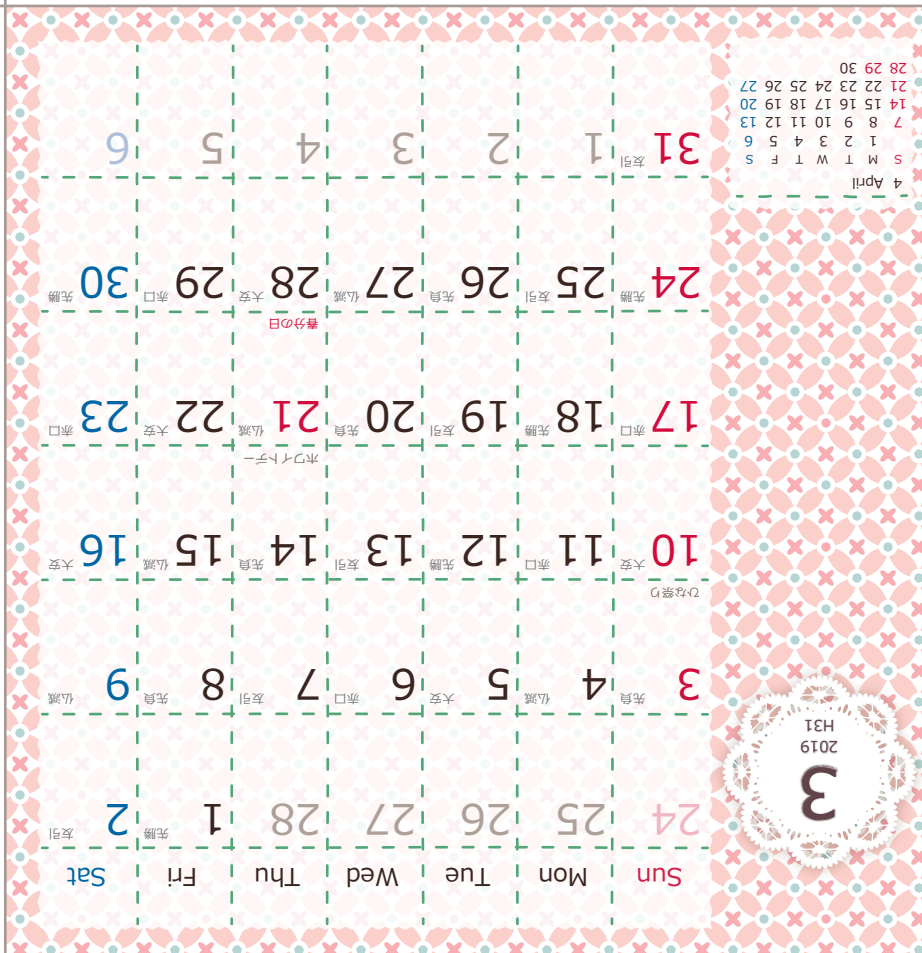 3
2019
H31
Sun Mon Tue Wed Thu Fri Sat
24 25 26 27 28 1 先勝 2 友引
3 先負 4 仏滅 5 大安 6 赤口 7 友引 8 先負 9 仏滅
ひな祭り
10 大安 11 赤口 12 先勝 13 友引 14 先負 15 仏滅 16 大安
ホワイトデー
17 赤口 18 先勝 19 友引 20 先負 21 仏滅 22 大安 23 赤口
春分の日
24 先勝 25 友引 26 先負 27 仏滅 28 大安 29 赤口 30 先勝
31 友引 1 2 3 4 5 6
4 April
S M T W T F S
1 2 3 4 5 6
7 8 9 10 11 12 13
14 15 16 17 18 19 20
21 22 23 24 25 26 27
28 29 30